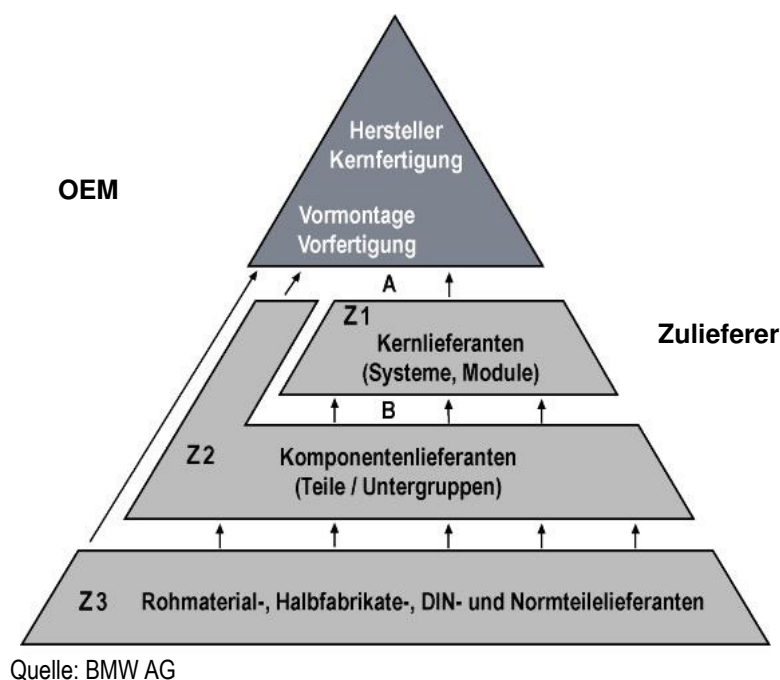 Hersteller
Kernfertigung
OEM
Vormontage
Vorfertigung
A
Z1
Zulieferer
Kernlieferanten
(Systeme, Module)
B
Z2
Komponentenlieferanten
(Teile / Untergruppen)
Z3 Rohmaterial-, Halbfabrikate-, DIN- und Normteilelieferanten
Quelle: BMW AG